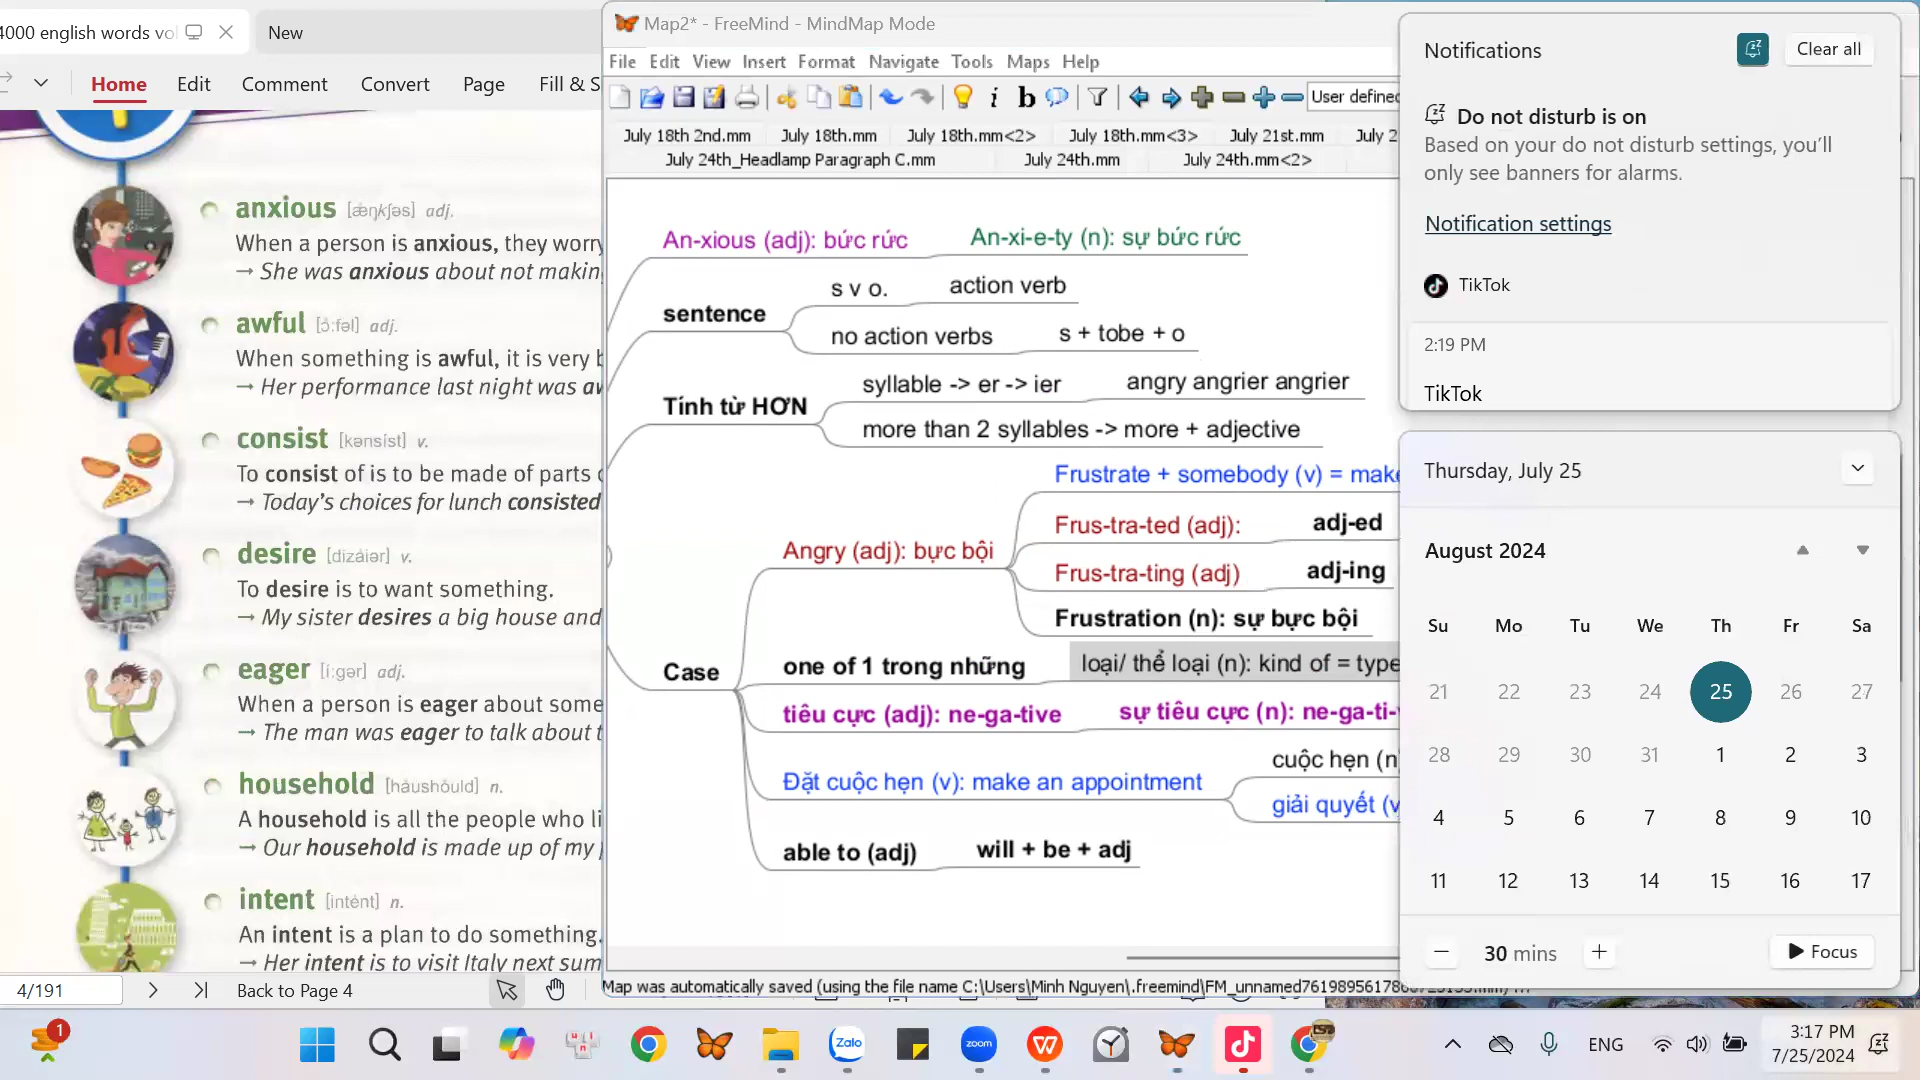 4000 english words vol
New
Home Edit Comment Convert Page Fill & S
anxious [ǽŋkʃəs] adj.
When a person is anxious, they worry
→ She was anxious about not makin
awful [ɔ́:fəl] adj.
When something is awful, it is very b
→ Her performance last night was aw
consist [kənsíst] v.
To consist of is to be made of parts o
→ Today's choices for lunch consisted
desire [dizáiər] v.
To desire is to want something.
→ My sister desires a big house and
eager [í:gər] adj.
When a person is eager about some
→ The man was eager to talk about t
household [háushòuld] n.
A household is all the people who li
→ Our household is made up of my
intent [intént] n.
An intent is a plan to do something.
→ Her intent is to visit Italy next sum
4/191
Back to Page 4
Map2* - FreeMind - MindMap Mode
File Edit View Insert Format Navigate Tools Maps Help
User defined
July 18th 2nd.mm July 18th.mm July 18th.mm<2> July 18th.mm<3> July 21st.mm July 2
July 24th_Headlamp Paragraph C.mm July 24th.mm July 24th.mm<2>
An-xious (adj): bức rức An-xi-e-ty (n): sự bức rức
sentence
s v o. action verb
no action verbs s + tobe + o
Tính từ HƠN
syllable -> er -> ier angry angrier angrier
more than 2 syllables -> more + adjective
Case
Angry (adj): bực bội
Frustrate + somebody (v) = make
Frus-tra-ted (adj): adj-ed
Frus-tra-ting (adj) adj-ing
Frustration (n): sự bực bội
one of 1 trong những loại/ thể loại (n): kind of = type
tiêu cực (adj): ne-ga-tive sự tiêu cực (n): ne-ga-ti-v
Đặt cuộc hẹn (v): make an appointment
cuộc hẹn (n)
giải quyết (v
able to (adj) will + be + adj
Map was automatically saved (using the file name C:\Users\Minh Nguyen\.freemind\FM_unnamed
Notifications
Clear all
Do not disturb is on
Based on your do not disturb settings, you'll
only see banners for alarms.
Notification settings
TikTok
2:19 PM
TikTok
Thursday, July 25
August 2024
Su Mo Tu We Th Fr Sa
21 22 23 24 25 26 27
28 29 30 31 1 2 3
4 5 6 7 8 9 10
11 12 13 14 15 16 17
30 mins
Focus
1
Zalo
zoom
ENG
3:17 PM
7/25/2024